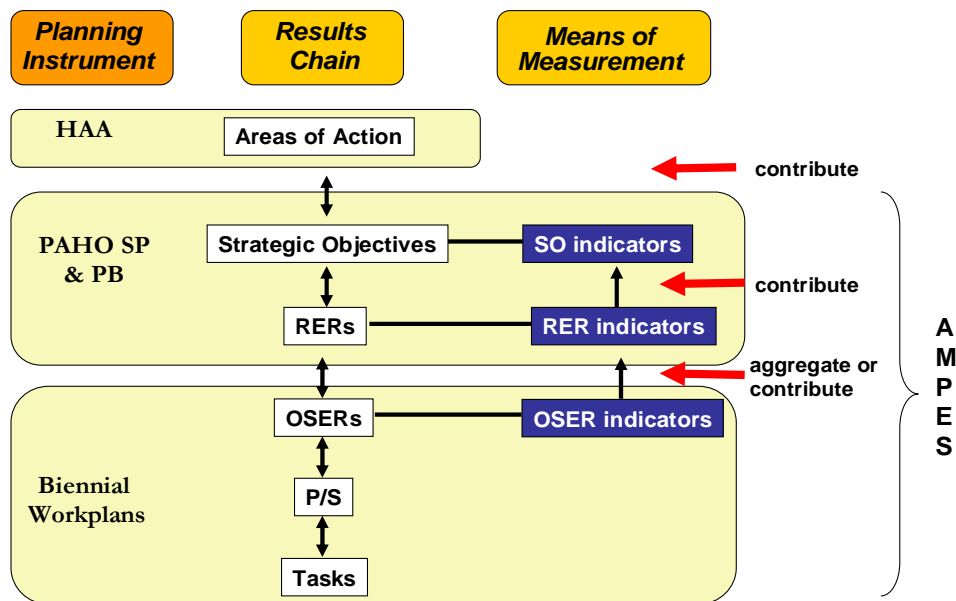 Planning
Instrument
Results
Chain
Means of
Measurement
HAA
Areas of Action
contribute
PAHO SP
& PB
Strategic Objectives
SO indicators
contribute
RERs
RER indicators
aggregate or
contribute
OSERs
OSER indicators
Biennial
Workplans
P/S
Tasks
A
M
P
E
S